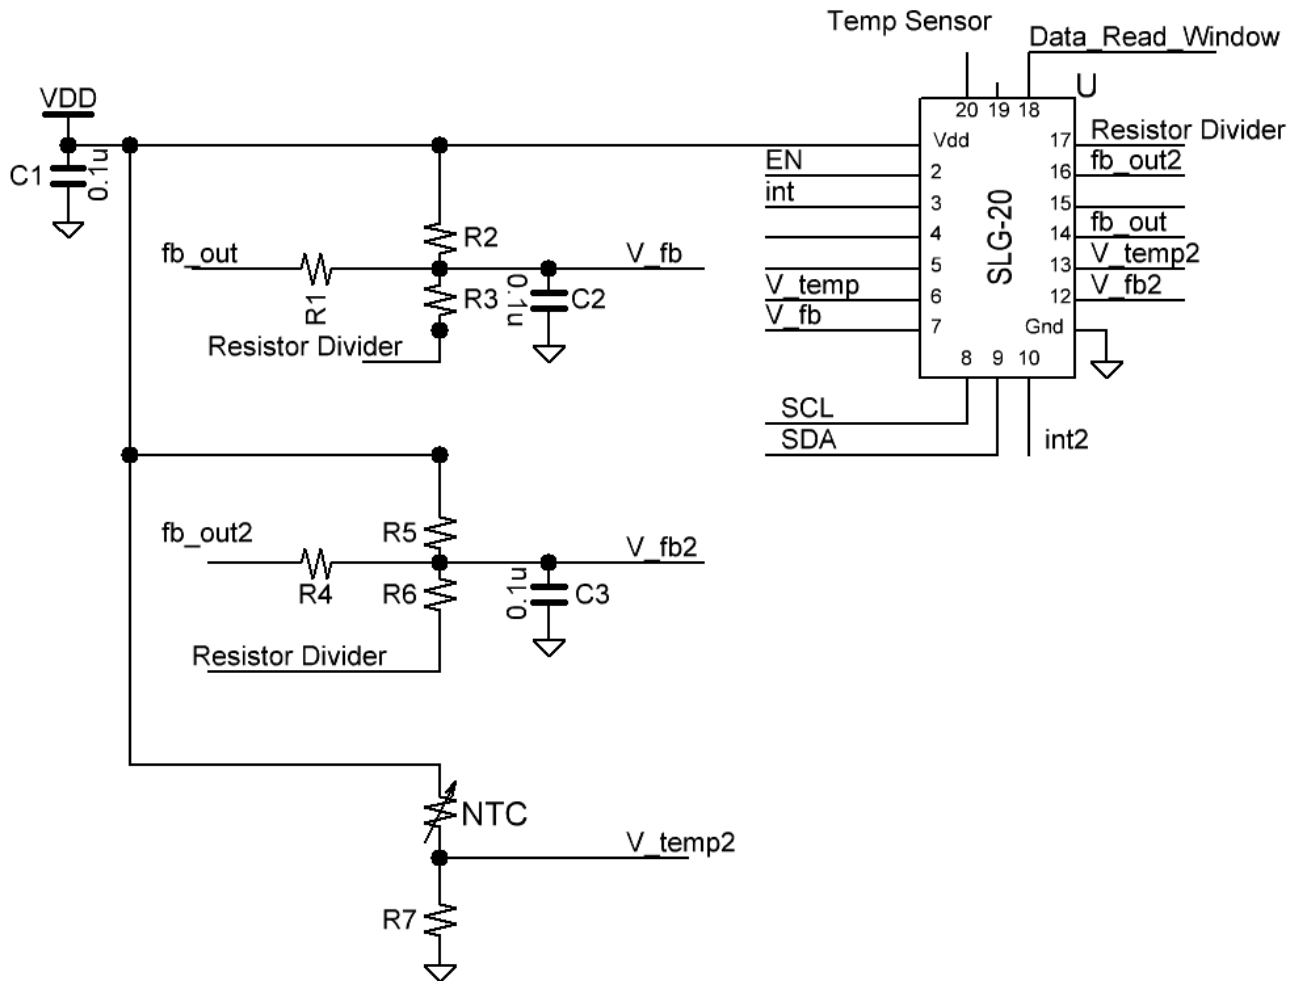 Temp Sensor
Data_Read_Window
U
VDD
20 19 18
Vdd
17
Resistor Divider
C1
0.1u
EN
2
16
fb_out2
int
3
15
SLG-20
R2
4
14
fb_out
fb_out
V_fb
5
13
V_temp2
R1
R3
0.1u
C2
V_temp
6
12
V_fb2
V_fb
7
Gnd
Resistor Divider
8 9 10
SCL
SDA
int2
fb_out2
R5
V_fb2
R4
R6
0.1u
C3
Resistor Divider
NTC
V_temp2
R7